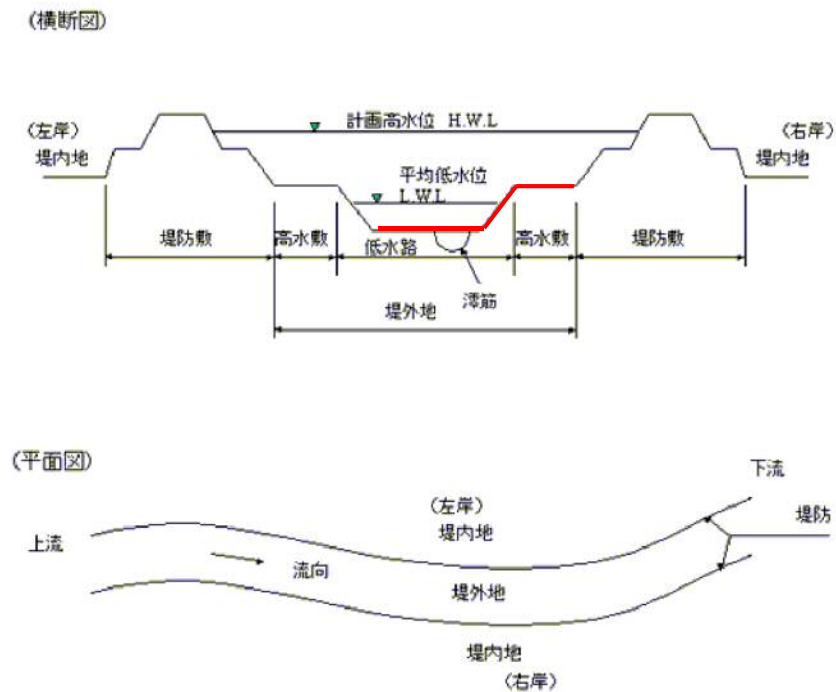 (横断図)
計画高水位 H.W.L
(左岸)
堤内地
(右岸)
堤内地
平均低水位
L.W.L
堤防敷
高水敷
低水路
高水敷
堤防敷
澪筋
堤外地
(平面図)
下流
(左岸)
堤内地
堤防
上流
流向
堤外地
堤内地
(右岸)